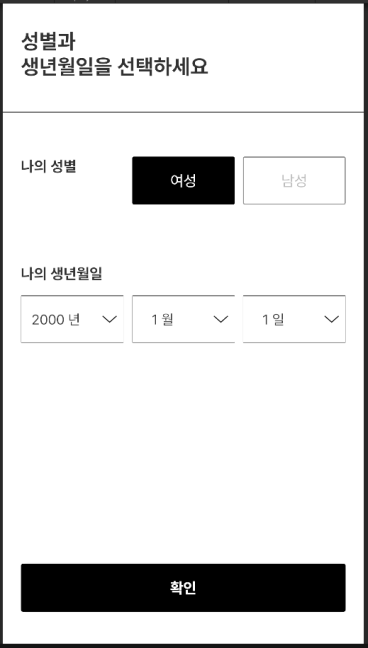 성별과
생년월일을 선택하세요
나의 성별
여성 남성
나의 생년월일
2000 년 1 월 1 일
확인